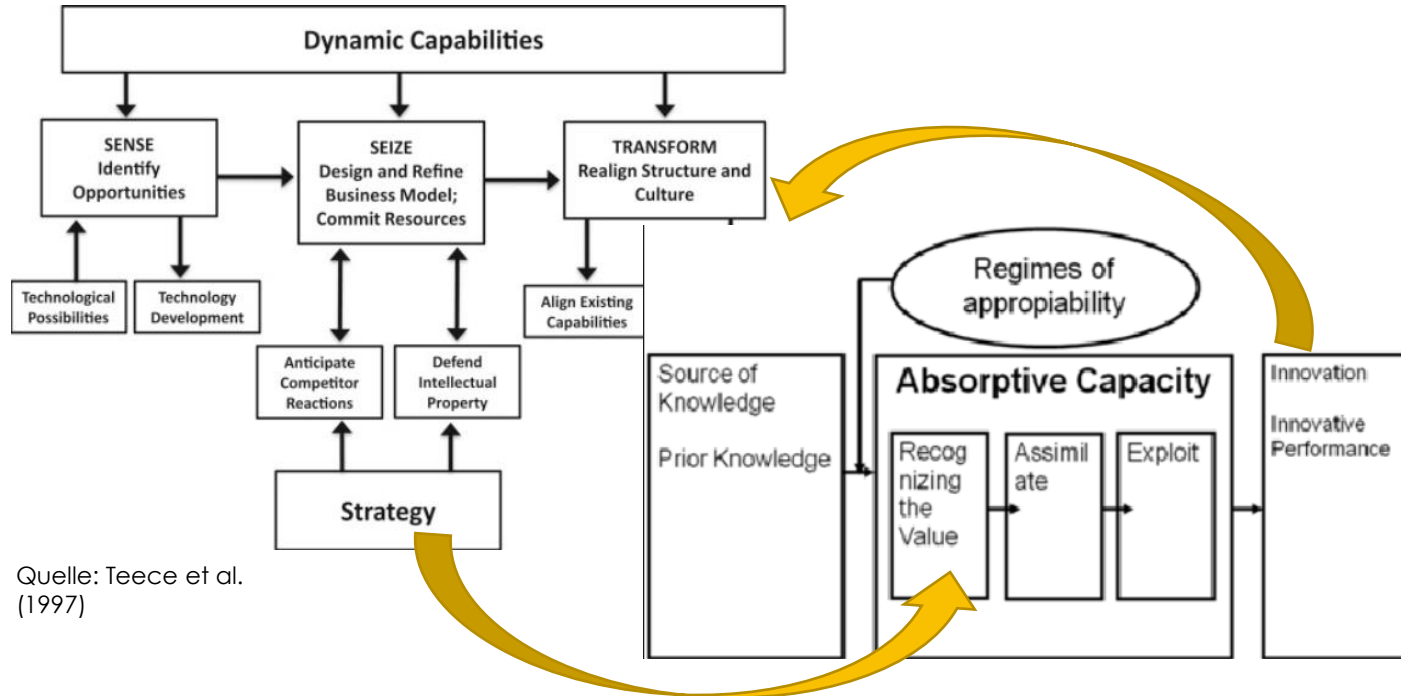 Dynamic Capabilities
SENSE
Identify
Opportunities
SEIZE
Design and Refine
Business Model;
Commit Resources
TRANSFORM
Realign Structure and
Culture
Technological
Possibilities
Technology
Development
Anticipate
Competitor
Reactions
Defend
Intellectual
Property
Align Existing
Capabilities
Strategy
Quelle: Teece et al.
(1997)
Regimes of
appropiability
Source of
Knowledge
Prior Knowledge
Absorptive Capacity
Recog
nizing
the
Value
Assimil
ate
Exploit
Innovation
Innovative
Performance